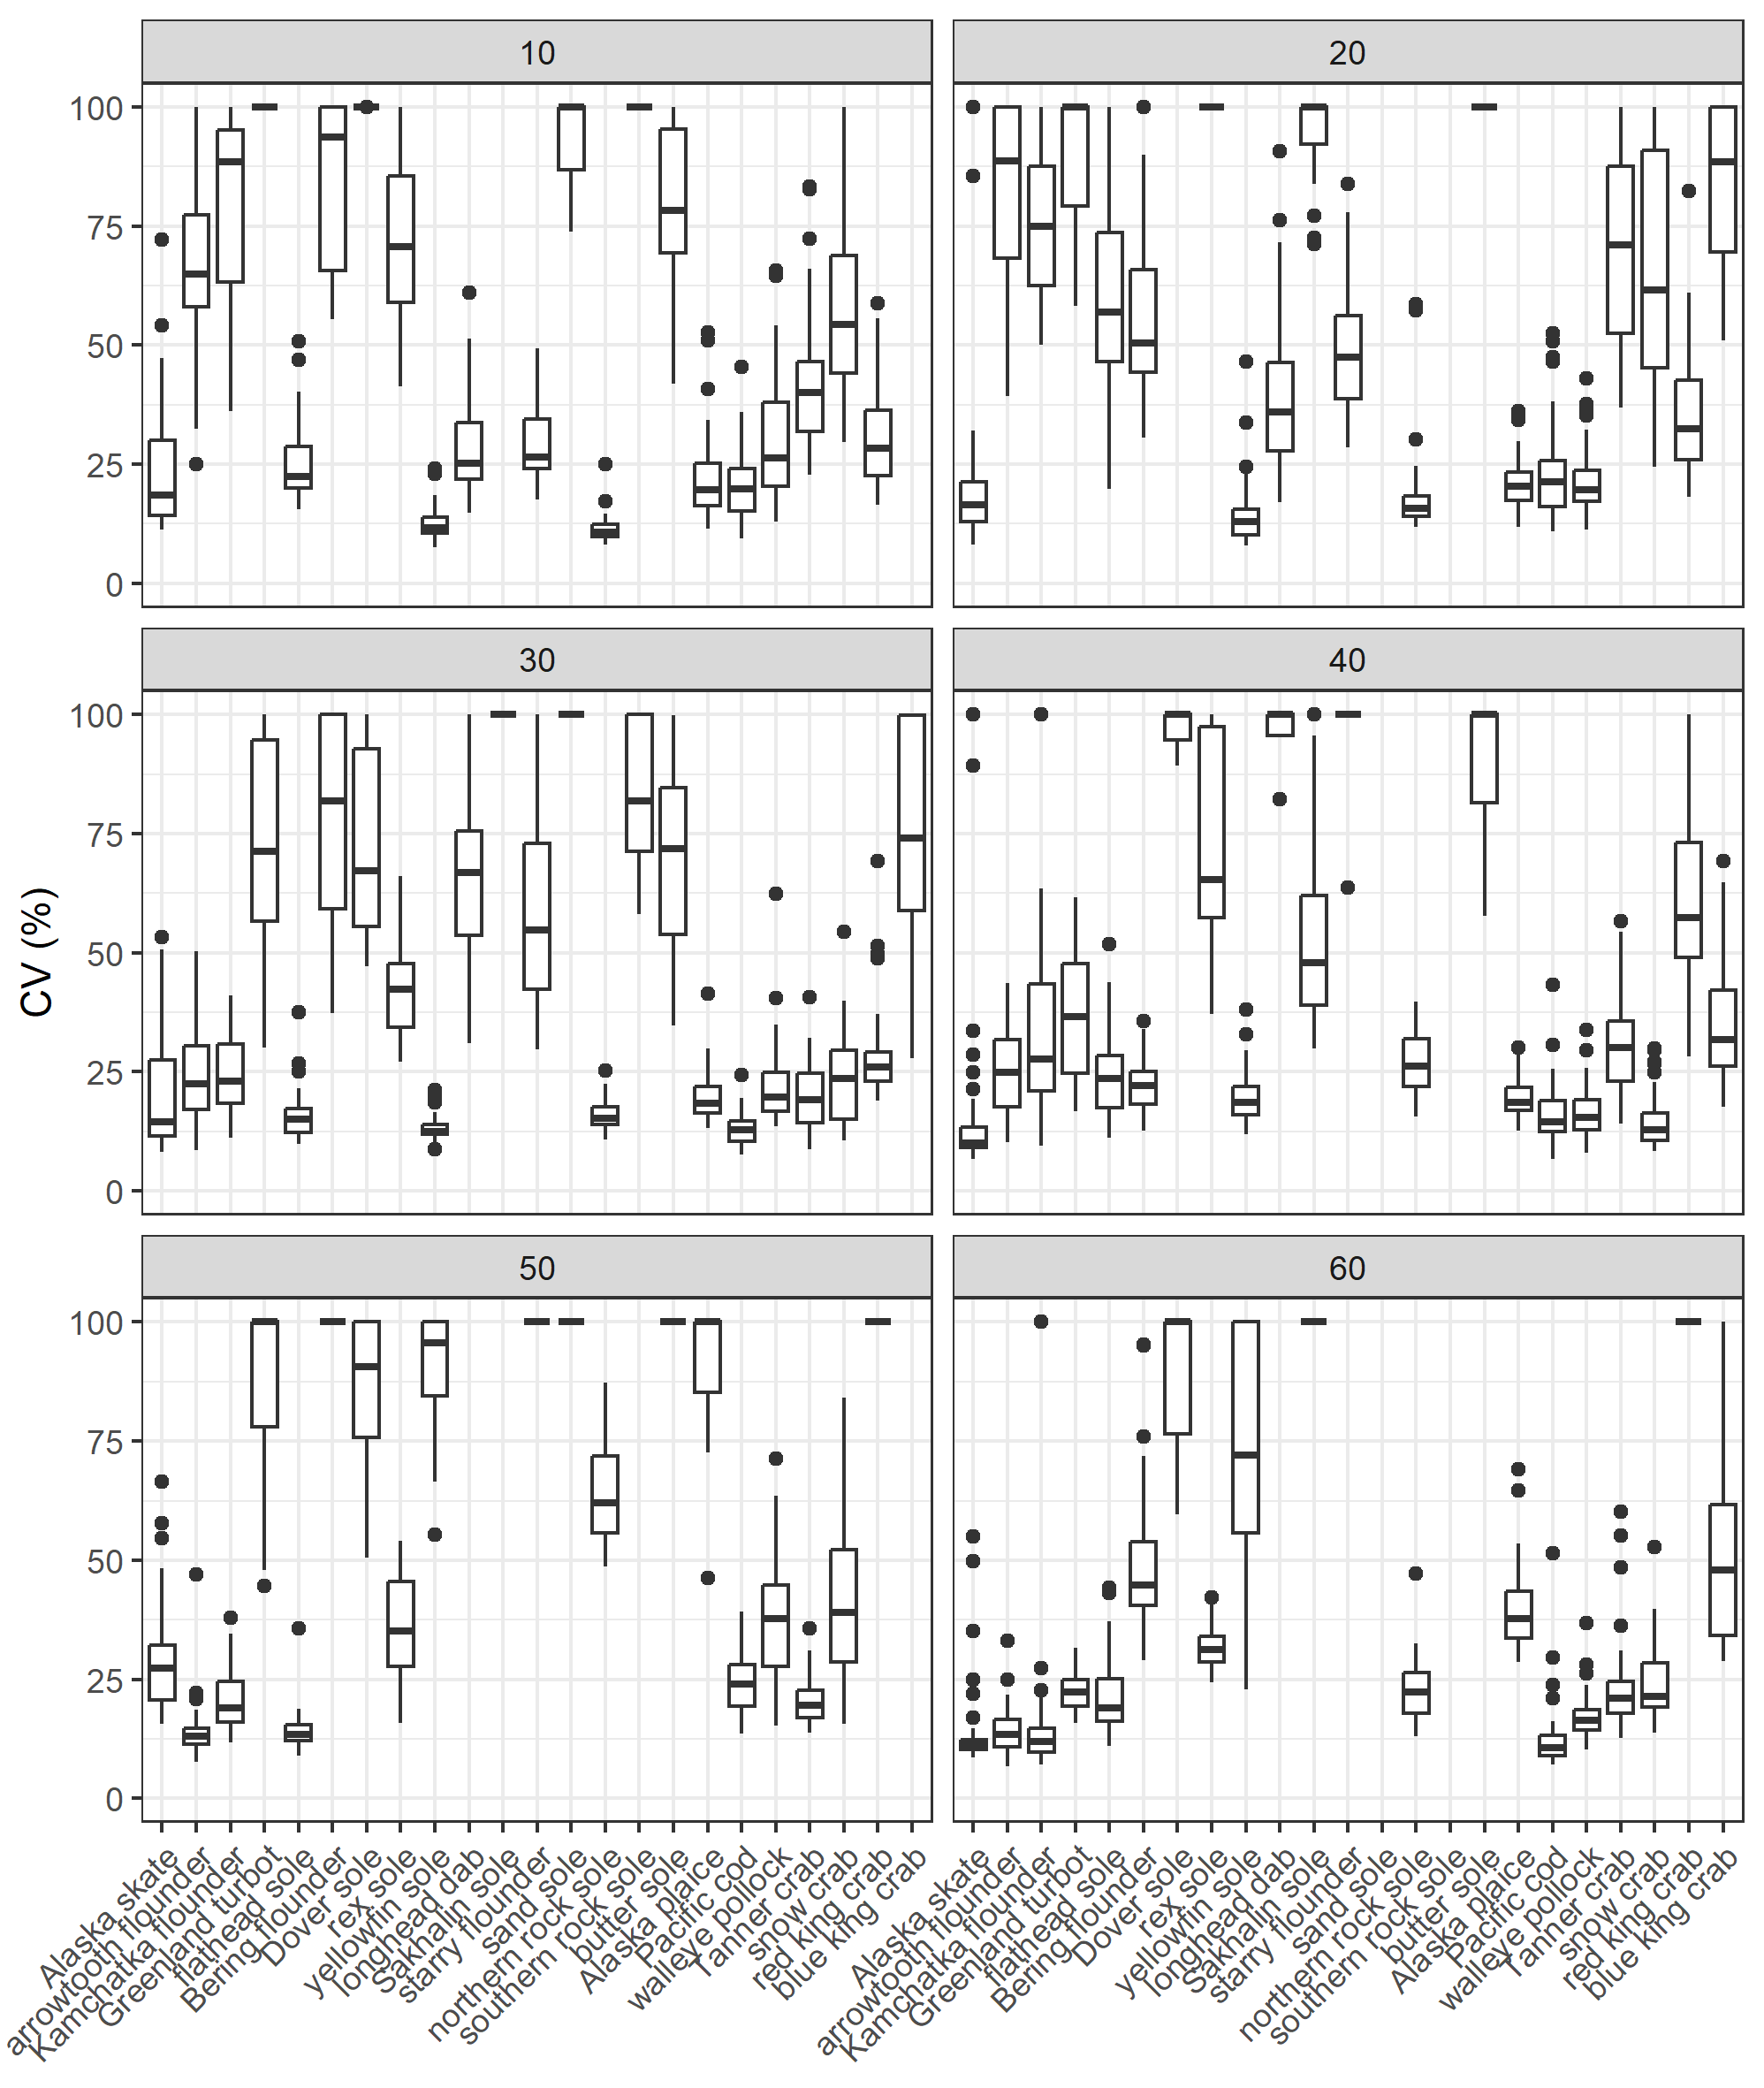 10
20
100
75
50
25
0
30
40
100
75
50
25
0
CV (%)
50
60
100
75
50
25
0
Alaska skate
arrowtooth flounder
Kamchatka flounder
Greenland turbot
flathead sole
Bering flounder
Dover sole
rex sole
yellowfin sole
longhead dab
Sakhalin sole
starry flounder
sand sole
northern rock sole
southern rock sole
butter sole
Alaska plaice
Pacific cod
walleye pollock
Tanner crab
snow crab
red king crab
blue king crab
Alaska skate
arrowtooth flounder
Kamchatka flounder
Greenland turbot
flathead sole
Bering flounder
Dover sole
rex sole
yellowfin sole
longhead dab
Sakhalin sole
starry flounder
sand sole
northern rock sole
southern rock sole
butter sole
Alaska plaice
Pacific cod
walleye pollock
Tanner crab
snow crab
red king crab
blue king crab